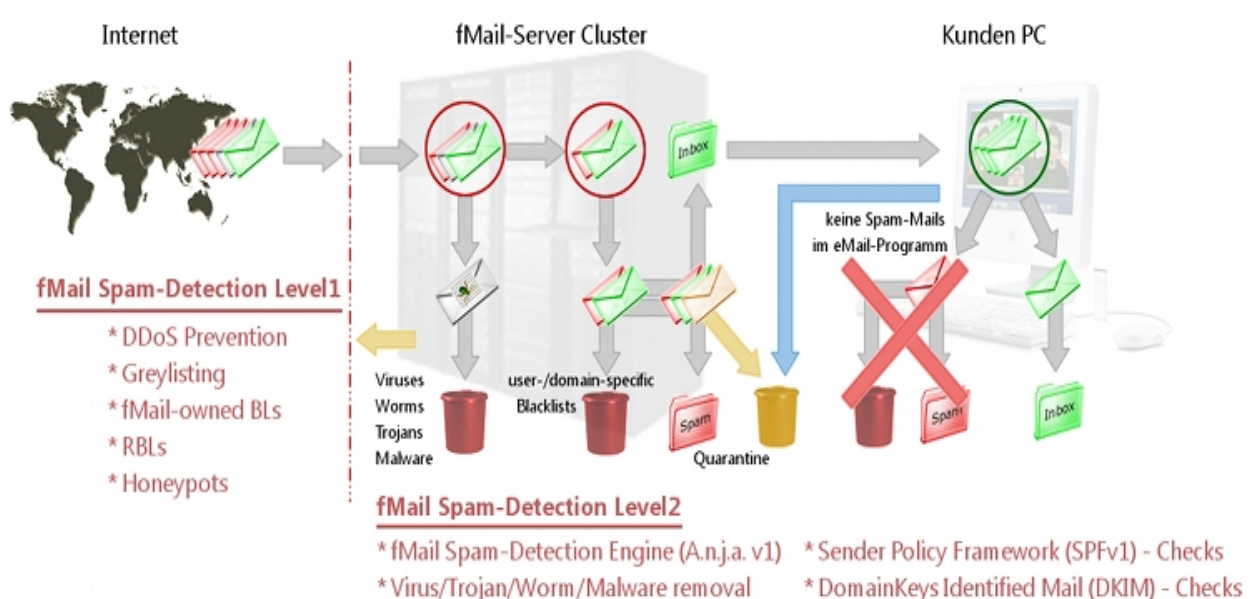 Internet
fMail-Server Cluster
Kunden PC
Inbox
keine Spam-Mails
im eMail-Programm
fMail Spam-Detection Level1
* DDoS Prevention
* Greylisting
* fMail-owned BLs
* RBLs
* Honeypots
Viruses
Worms
Trojans
Malware
user-/domain-specific
Blacklists
Spam
Quarantine
Spam
Inbox
fMail Spam-Detection Level2
* fMail Spam-Detection Engine (A.n.j.a. v1)
* Virus/Trojan/Worm/Malware removal
* Sender Policy Framework (SPFv1) - Checks
* DomainKeys Identified Mail (DKIM) - Checks